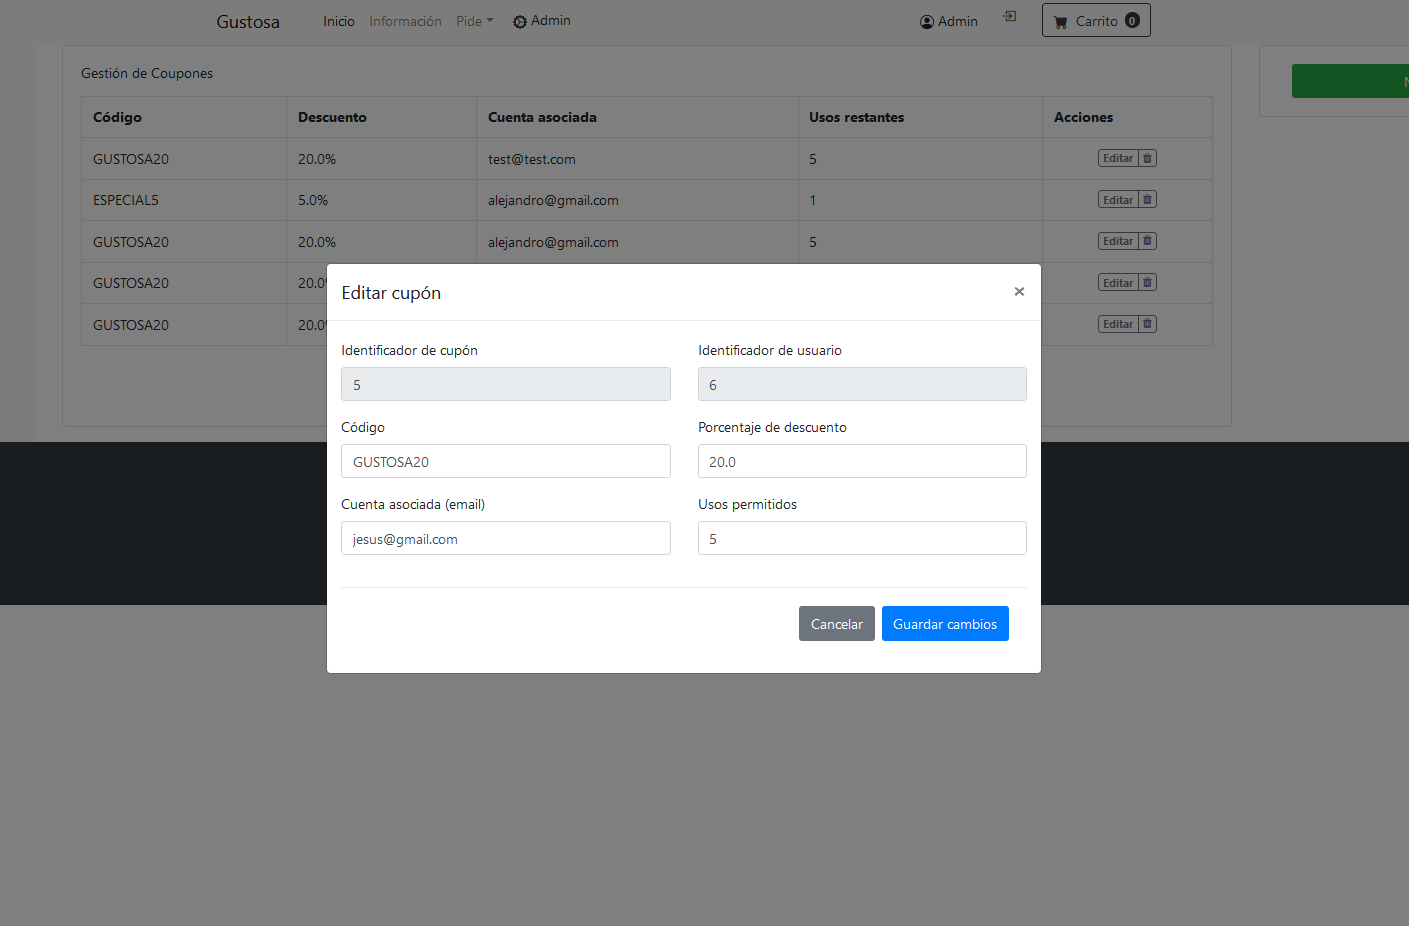 Gustosa Inicio Información Pide Admin Admin Carrito 0
Gestión de Coupones
Código Descuento Cuenta asociada Usos restantes Acciones
GUSTOSA20 20.0% test@test.com 5 Editar
ESPECIAL5 5.0% alejandro@gmail.com 1 Editar
GUSTOSA20 20.0% alejandro@gmail.com 5 Editar
GUSTOSA20 20.0 Editar
GUSTOSA20 20.0 Editar
Editar cupón ×
Identificador de cupón Identificador de usuario
5 6
Código Porcentaje de descuento
GUSTOSA20 20.0
Cuenta asociada (email) Usos permitidos
jesus@gmail.com 5
Cancelar Guardar cambios